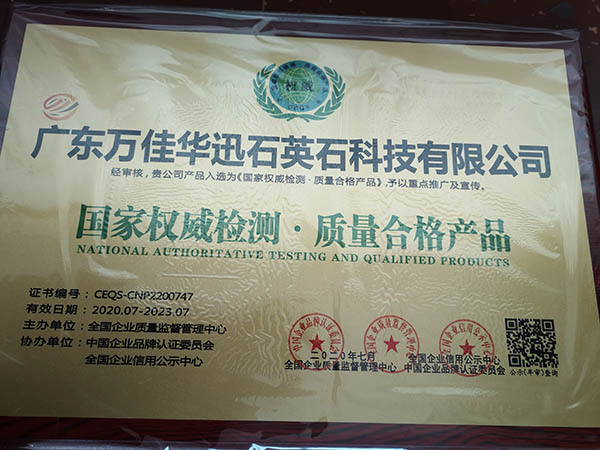 权威
CEQS
广东万佳华迅石英石科技有限公司
经审核，贵公司产品入选为《国家权威检测·质量合格产品》，予以重点推广及宣传。
国家权威检测·质量合格产品
NATIONAL AUTHORITATIVE TESTING AND QUALIFIED PRODUCTS
证书编号：CEQS-CNP2200747
有效日期：2020.07-2023.07
主办单位：全国企业质量监督管理中心
协办单位：中国企业品牌认证委员会
全国企业信用公示中心
二〇二〇年七月
全国企业信用公示中心
全国企业质量监督管理中心 中国企业品牌认证委员会
公示(年审)查询